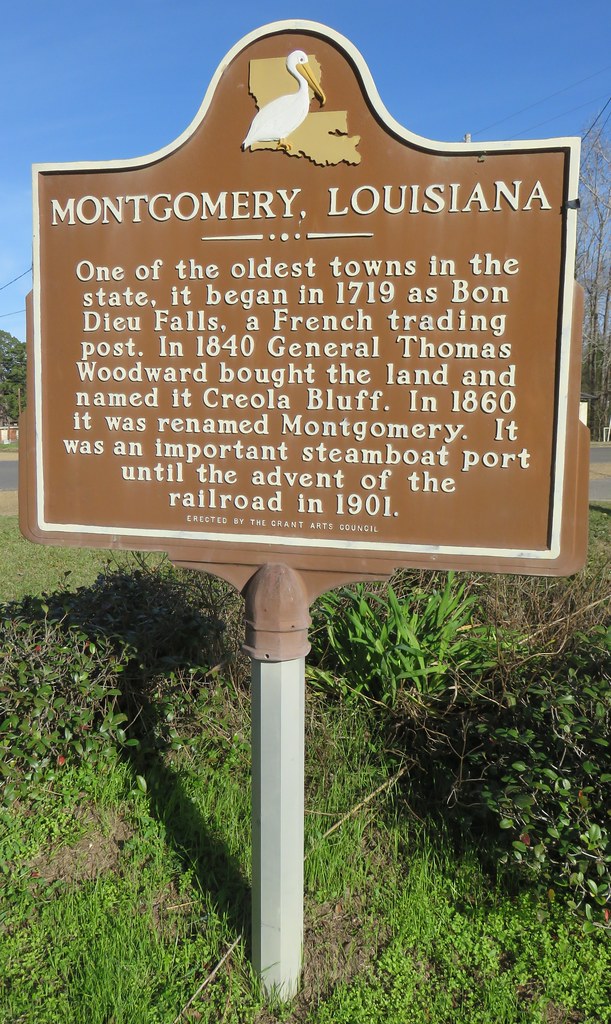 MONTGOMERY, LOUISIANA
One of the oldest towns in the
state, it began in 1719 as Bon
Dieu Falls, a French trading
post. In 1840 General Thomas
Woodward bought the land and
named it Creola Bluff. In 1860
it was renamed Montgomery. It
was an important steamboat port
until the advent of the
railroad in 1901.
ERECTED BY THE GRANT ARTS COUNCIL